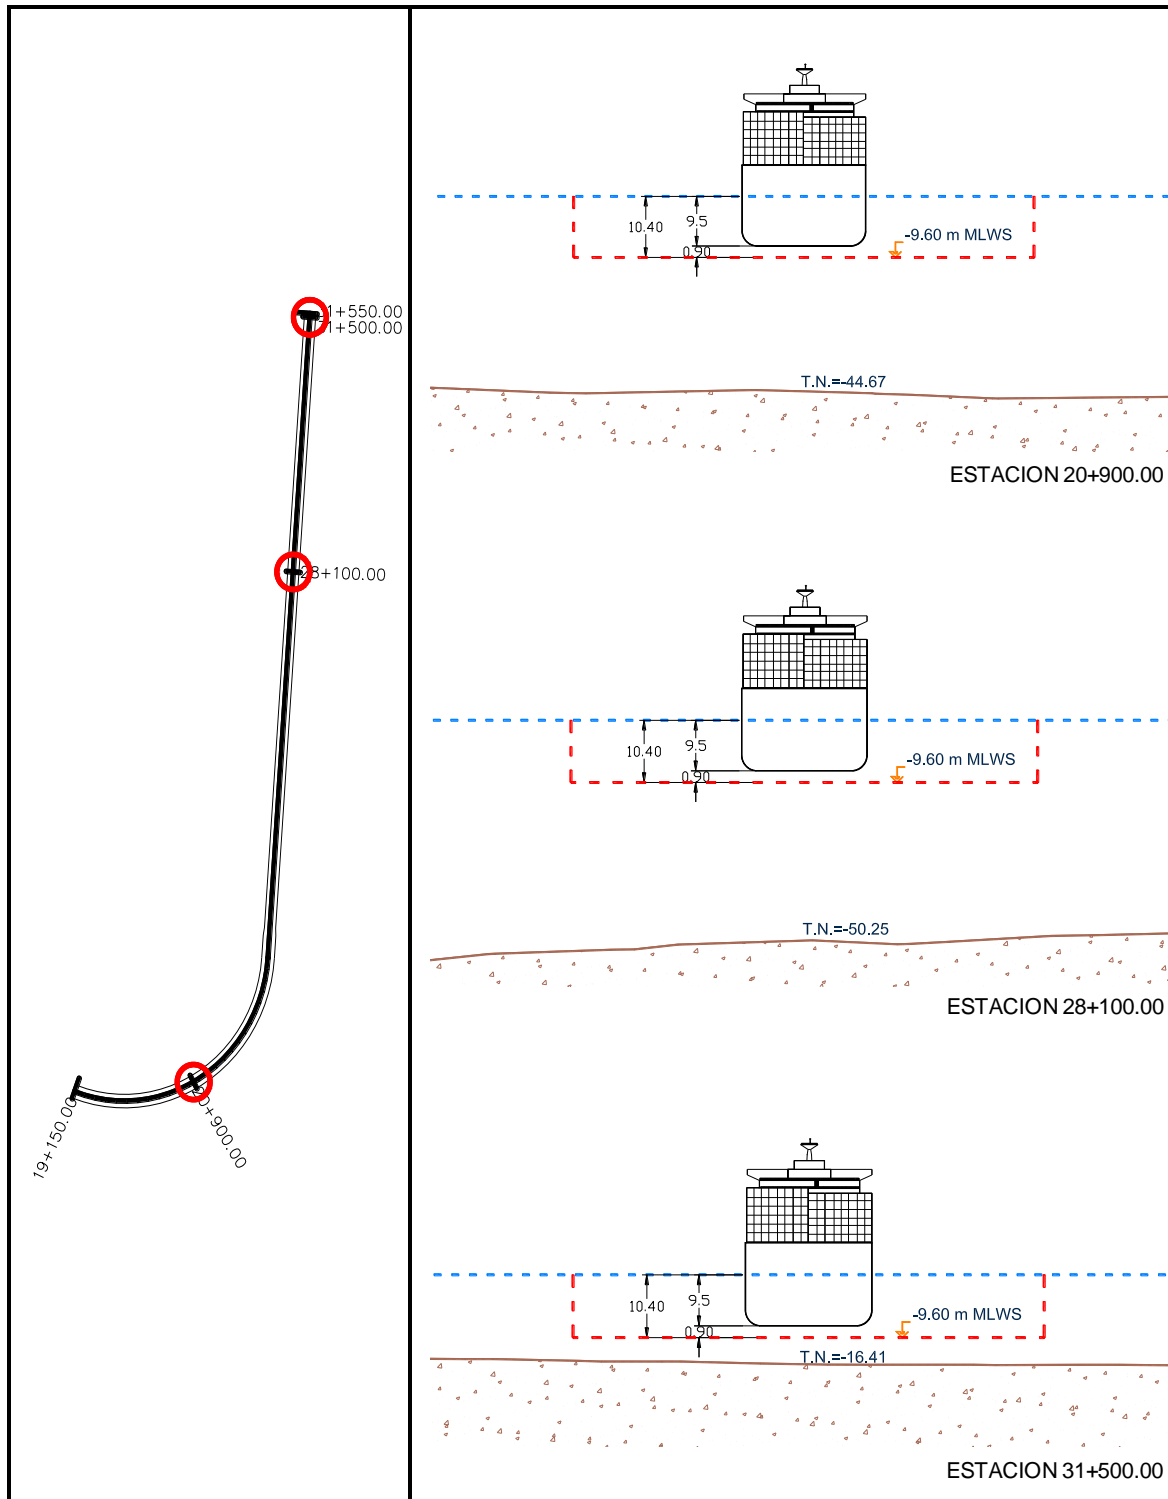 1+550.00
1+500.00
28+100.00
20+900.00
19+150.00
10.40
9.5
0.90
-9.60 m MLWS
T.N.=-44.67
ESTACION 20+900.00
10.40
9.5
0.90
-9.60 m MLWS
T.N.=-50.25
ESTACION 28+100.00
10.40
9.5
0.90
-9.60 m MLWS
T.N.=-16.41
ESTACION 31+500.00